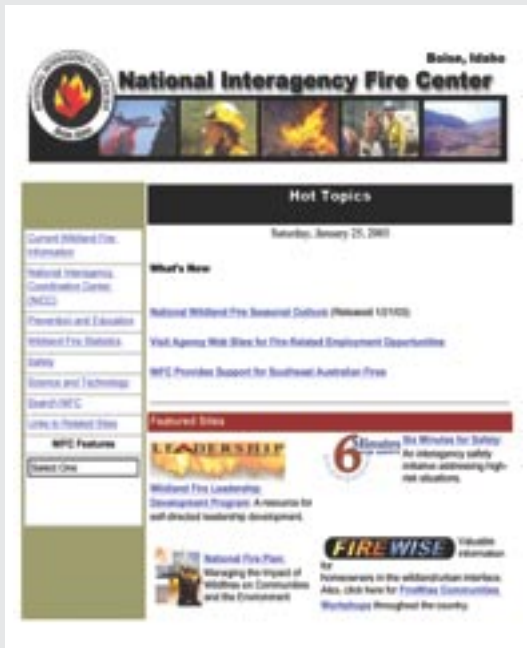 NATIONAL INTERAGENCY FIRE CENTER
Boise, Idaho
Boise, Idaho
National Interagency Fire Center
Hot Topics
Saturday, January 25, 2003
What's New
National Wildland Fire Seasonal Outlook (Released 1/21/03)
Visit Agency Web Sites for Fire-Related Employment Opportunities
NIFC Provides Support for Southeast Australian Fires
Current Wildland Fire
Information
National Interagency
Coordination Center
(NICC)
Prevention and Education
Wildland Fire Statistics
Safety
Science and Technology
Search NIFC
Links to Related Sites
NIFC Features
Select One
Featured Sites
LEADERSHIP
Wildland Fire Leadership
Development Program: A resource for
self-directed leadership development.
6 Minutes
Six Minutes for Safety:
An interagency safety
initiative addressing high-
risk situations.
National Fire Plan:
Managing the Impact of
Wildfires on Communities
and the Environment
FIREWISE Valuable
information
for
homeowners in the wildland/urban interface.
Also, click here for FireWise Communities
Workshops throughout the country.